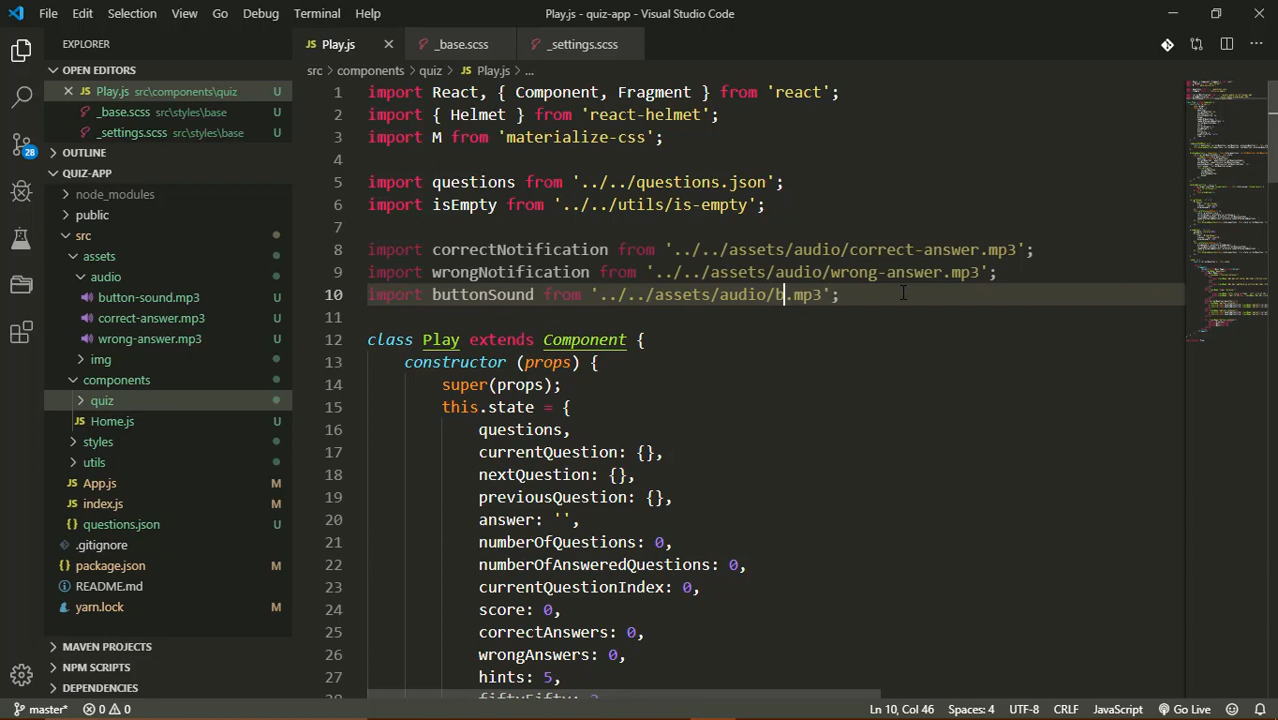 File Edit Selection View Go Debug Terminal Help Play.js - quiz-app - Visual Studio Code
EXPLORER
OPEN EDITORS
Play.js src\components\quiz U
_base.scss src\styles\base U
_settings.scss src\styles\base U
OUTLINE
QUIZ-APP
node_modules
public
src
assets
audio
button-sound.mp3 U
correct-answer.mp3 U
wrong-answer.mp3 U
img
components
quiz
Home.js U
styles
utils
App.js M
index.js M
questions.json U
.gitignore
package.json M
README.md
yarn.lock M
MAVEN PROJECTS
NPM SCRIPTS
DEPENDENCIES
28
Play.js _base.scss _settings.scss
src > components > quiz > Play.js > ...
1 import React, { Component, Fragment } from 'react';
2 import { Helmet } from 'react-helmet';
3 import M from 'materialize-css';
4
5 import questions from '../../questions.json';
6 import isEmpty from '../../utils/is-empty';
7
8 import correctNotification from '../../assets/audio/correct-answer.mp3';
9 import wrongNotification from '../../assets/audio/wrong-answer.mp3';
10 import buttonSound from '../../assets/audio/b.mp3';
11
12 class Play extends Component {
13 constructor (props) {
14 super(props);
15 this.state = {
16 questions,
17 currentQuestion: {},
18 nextQuestion: {},
19 previousQuestion: {},
20 answer: '',
21 numberOfQuestions: 0,
22 numberOfAnsweredQuestions: 0,
23 currentQuestionIndex: 0,
24 score: 0,
25 correctAnswers: 0,
26 wrongAnswers: 0,
27 hints: 5,
master* 0 0 Ln 10, Col 46 Spaces: 4 UTF-8 CRLF JavaScript Go Live